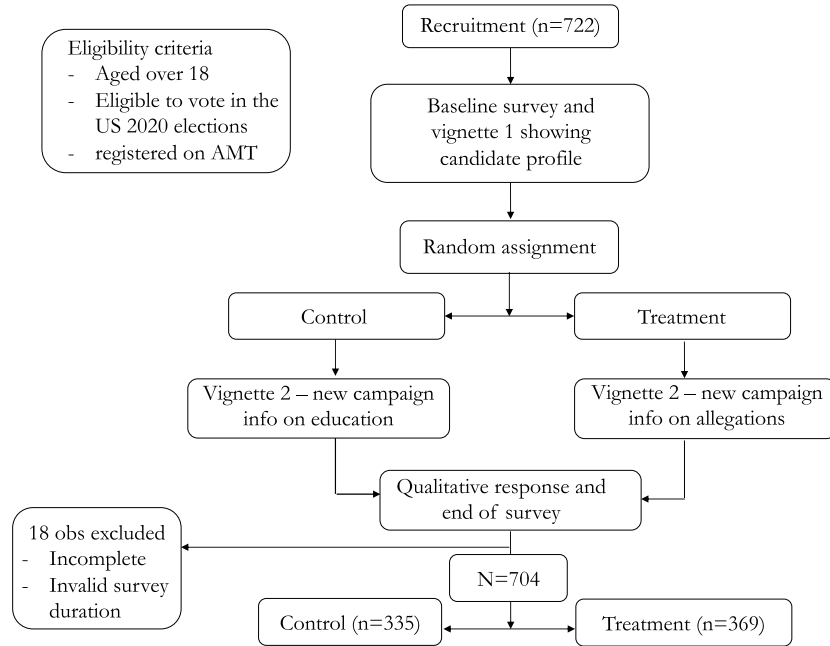 Recruitment (n=722)
Eligibility criteria
- Aged over 18
- Eligible to vote in the
US 2020 elections
- registered on AMT
Baseline survey and
vignette 1 showing
candidate profile
Random assignment
Control
Treatment
Vignette 2 – new campaign
info on education
Vignette 2 – new campaign
info on allegations
Qualitative response and
end of survey
18 obs excluded
- Incomplete
- Invalid survey
duration
N=704
Control (n=335)
Treatment (n=369)